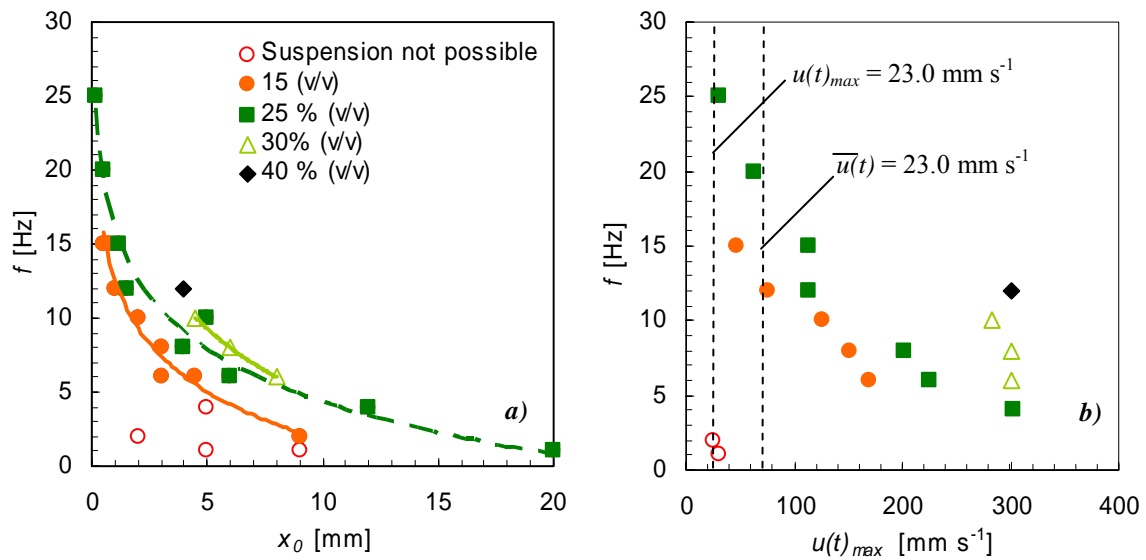 30
25
20
15
10
5
0
f [Hz]
Suspension not possible
15 (v/v)
25 % (v/v)
30% (v/v)
40 % (v/v)
a)
0 5 10 15 20
x₀ [mm]
30
25
20
15
10
5
0
f [Hz]
u(t)max = 23.0 mm s⁻¹
u̅(t) = 23.0 mm s⁻¹
b)
0 100 200 300 400
u(t)max [mm s⁻¹]